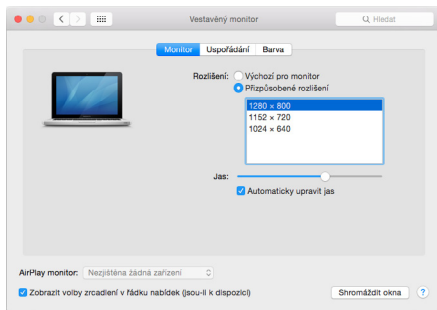 Vestavěný monitor
Hledat
Monitor Uspořádání Barva
Rozlišení: Výchozí pro monitor
Přizpůsobené rozlišení
1280 × 800
1152 × 720
1024 × 640
Jas:
Automaticky upravit jas
AirPlay monitor: Nezjištěna žádná zařízení
Zobrazit volby zrcadlení v řádku nabídek (jsou-li k dispozici)
Shromáždit okna ?